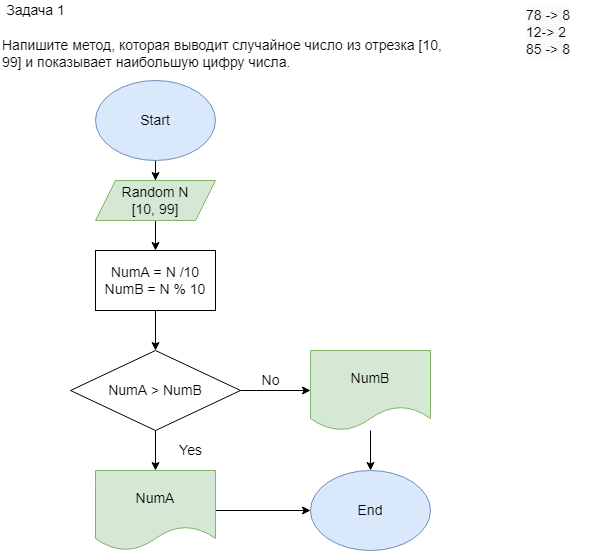 Задача 1
78 -> 8
12-> 2
85 -> 8
Напишите метод, которая выводит случайное число из отрезка [10,
99] и показывает наибольшую цифру числа.
Start
Random N
[10, 99]
NumA = N /10
NumB = N % 10
NumA > NumB
No
NumB
Yes
NumA
End